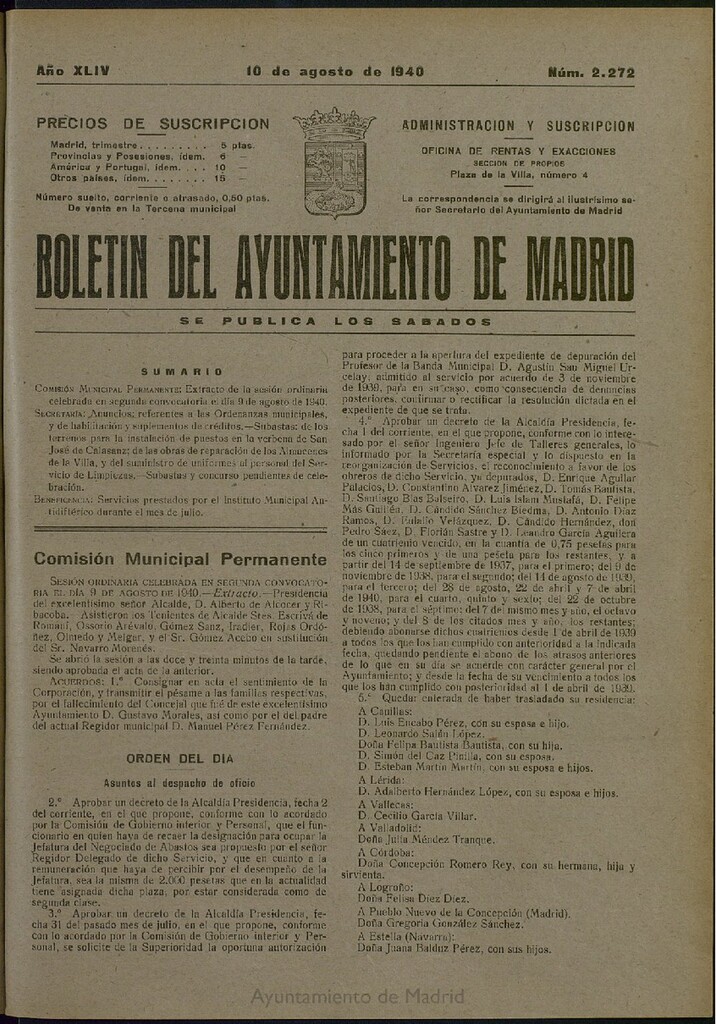 Año XLIV
10 de agosto de 1940
Núm. 2.272
PRECIOS DE SUSCRIPCION
Madrid, trimestre . . . . . . . . . 5 ptas.
Provincias y Posesiones, ídem. 6 —
América y Portugal, ídem. . . . 10 —
Otros países, ídem. . . . . . . . . 15 —
Número suelto, corriente o atrasado, 0,50 ptas.
De venta en la Tercena municipal
ADMINISTRACION Y SUSCRIPCION
OFICINA DE RENTAS Y EXACCIONES
SECCION DE PROPIOS
Plaza de la Villa, número 4
La correspondencia se dirigirá al ilustrísimo se-
ñor Secretario del Ayuntamiento de Madrid
BOLETIN DEL AYUNTAMIENTO DE MADRID
SE PUBLICA LOS SABADOS
SUMARIO
COMISIÓN MUNICIPAL PERMANENTE: Extracto de la sesión ordinaria
celebrada en segunda convocatoria el día 9 de agosto de 1940.
SECRETARÍA: Anuncios; referentes a las Ordenanzas municipales,
y de habilitación y suplementos de créditos.—Subastas: de los
terrenos para la instalación de puestos en la verbena de San
José de Calasanz; de las obras de reparación de los Almacenes
de la Villa, y del suministro de uniformes al personal del Ser-
vicio de Limpiezas.—Subastas y concurso pendientes de cele-
bración.
BENEFICENCIA: Servicios prestados por el Instituto Municipal An-
tidiftérico durante el mes de julio.
Comisión Municipal Permanente
SESIÓN ORDINARIA CELEBRADA EN SEGUNDA CONVOCATO-
RIA EL DÍA 9 DE AGOSTO DE 1940.—Extracto.—Presidencia
del excelentísimo señor Alcalde, D. Alberto de Alcocer y Ri-
bacoba. Asistieron los Tenientes de Alcalde Sres. Escrivá de
Romaní, Ossorio Arévalo, Gómez Sanz, Iradier, Rojas Ordó-
ñez, Olmedo y Melgar, y el Sr. Gómez Acebo en sustitución
del Sr. Navarro Morenés.
Se abrió la sesión a las doce y treinta minutos de la tarde,
siendo aprobada el acta de la anterior.
ACUERDOS: 1.º Consignar en acta el sentimiento de la
Corporación, y transmitir el pésame a las familias respectivas,
por el fallecimiento del Concejal que fué de este excelentísimo
Ayuntamiento D. Gustavo Morales, así como por el del padre
del actual Regidor municipal D. Manuel Pérez Fernández.
ORDEN DEL DIA
Asuntos al despacho de oficio
2.º Aprobar un decreto de la Alcaldía Presidencia, fecha 2
del corriente, en el que propone, conforme con lo acordado
por la Comisión de Gobierno interior y Personal, que el fun-
cionario en quien haya de recaer la designación para ocupar la
Jefatura del Negociado de Abastos sea propuesto por el señor
Regidor Delegado de dicho Servicio, y que en cuanto a la
remuneración que haya de percibir por el desempeño de la
Jefatura, sea la misma de 2.000 pesetas que en la actualidad
tiene asignada dicha plaza, por estar considerada como de
segunda clase.
3.º Aprobar un decreto de la Alcaldía Presidencia, fe-
cha 31 del pasado mes de julio, en el que propone, conforme
con lo acordado por la Comisión de Gobierno interior y Per-
sonal, se solicite de la Superioridad la oportuna autorización
para proceder a la apertura del expediente de depuración del
Profesor de la Banda Municipal D. Agustín San Miguel Ur-
celay, admitido al servicio por acuerdo de 3 de noviembre
de 1939, para en su caso, como consecuencia de denuncias
posteriores, confirmar o rectificar la resolución dictada en el
expediente de que se trata.
4.º Aprobar un decreto de la Alcaldía Presidencia, fe-
cha 1 del corriente, en el que propone, conforme con lo intere-
sado por el señor Ingeniero Jefe de Talleres generales, lo
informado por la Secretaría especial y lo dispuesto en la
reorganización de Servicios, el reconocimiento a favor de los
obreros de dicho Servicio, ya depurados, D. Enrique Aguilar
Palacios, D. Constantino Alvarez Jiménez, D. Tomás Bautista,
D. Santiago Blas Balseiro, D. Luis Islam Mustafá, D. Felipe
Más Guillén, D. Cándido Sánchez Biedma, D. Antonio Díaz
Ramos, D. Eulalio Velázquez, D. Cándido Hernández, don
Pedro Sáez, D. Florián Sastre y D. Leandro García Aguilera
de un cuatrienio vencido, en la cuantía de 0,75 pesetas para
los cinco primeros y de una peseta para los restantes, y a
partir del 14 de septiembre de 1937, para el primero; del 9 de
noviembre de 1938, para el segundo; del 14 de agosto de 1939,
para el tercero; del 28 de agosto, 22 de abril y 7 de abril
de 1940, para el cuarto, quinto y sexto; del 22 de octubre
de 1938, para el séptimo; del 7 del mismo mes y año, el octavo
y noveno; y del 8 de los citados mes y año, los restantes;
debiendo abonarse dichos cuatrienios desde 1 de abril de 1939
a todos los que los han cumplido con anterioridad a la indicada
fecha, quedando pendiente el abono de los atrasos anteriores
de lo que en su día se acuerde con carácter general por el
Ayuntamiento; y desde la fecha de su vencimiento a todos los
que los han cumplido con posterioridad al 1 de abril de 1939.
5.º Quedar enterada de haber trasladado su residencia:
A Canillas:
D. Luis Encabo Pérez, con su esposa e hijo.
D. Leonardo Salón López.
Doña Felipa Bautista Bautista, con su hija.
D. Simón del Caz Pinilla, con su esposa.
D. Esteban Martín Martín, con su esposa e hijos.
A Lérida:
D. Adalberto Hernández López, con su esposa e hijos.
A Vallecas:
D. Cecilio García Villar.
A Valladolid:
Doña Julia Méndez Tranque.
A Córdoba:
Doña Concepción Romero Rey, con su hermana, hija y
sirvienta.
A Logroño:
Doña Felisa Díez Díez.
A Pueblo Nuevo de la Concepción (Madrid).
Doña Gregoria González Sánchez.
A Estella (Navarra):
Doña Juana Balduz Pérez, con sus hijos.
Ayuntamiento de Madrid